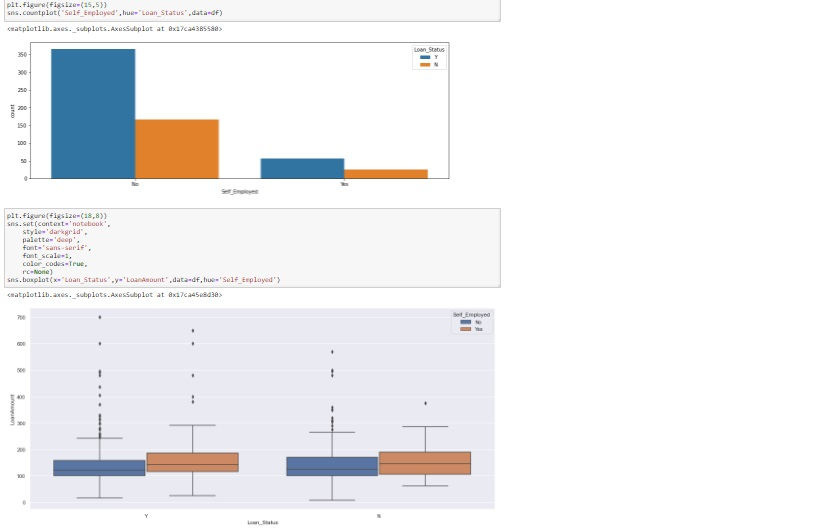 plt.figure(figsize=(15,5))
sns.countplot('Self_Employed',hue='Loan_Status',data=df)
<matplotlib.axes._subplots.AxesSubplot at 0x17ca4385580>
Loan_Status
Y
N
350
300
250
200
150
100
50
0
count
No
Yes
Self_Employed
plt.figure(figsize=(18,8))
sns.set(context='notebook',
style='darkgrid',
palette='deep',
font='sans-serif',
font_scale=1,
color_codes=True,
rc=None)
sns.boxplot(x='Loan_Status',y='LoanAmount',data=df,hue='Self_Employed')
<matplotlib.axes._subplots.AxesSubplot at 0x17ca45e8d30>
Self_Employed
No
Yes
700
600
500
400
300
200
100
0
LoanAmount
Y
N
Loan_Status